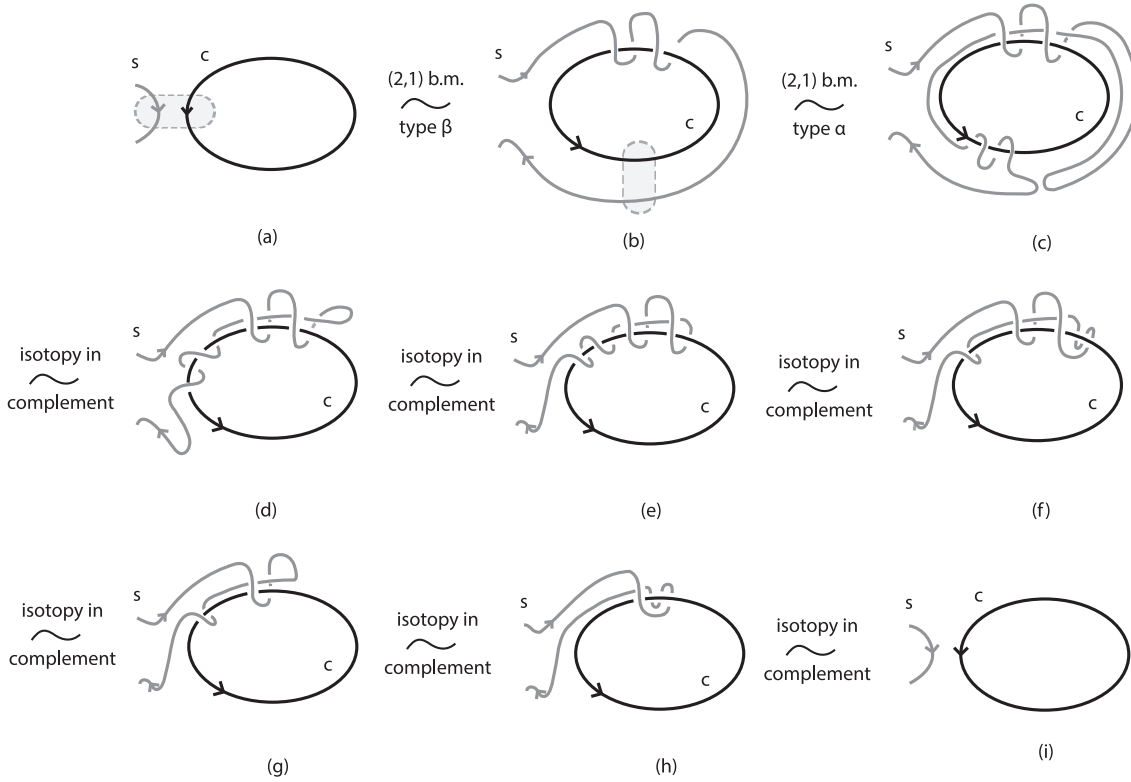 s
c
(a)
(2,1) b.m.
type β
s
c
(b)
(2,1) b.m.
type α
s
c
(c)
isotopy in
complement
s
c
(d)
isotopy in
complement
s
c
(e)
isotopy in
complement
s
c
(f)
isotopy in
complement
s
c
(g)
isotopy in
complement
s
c
(h)
isotopy in
complement
s
c
(i)